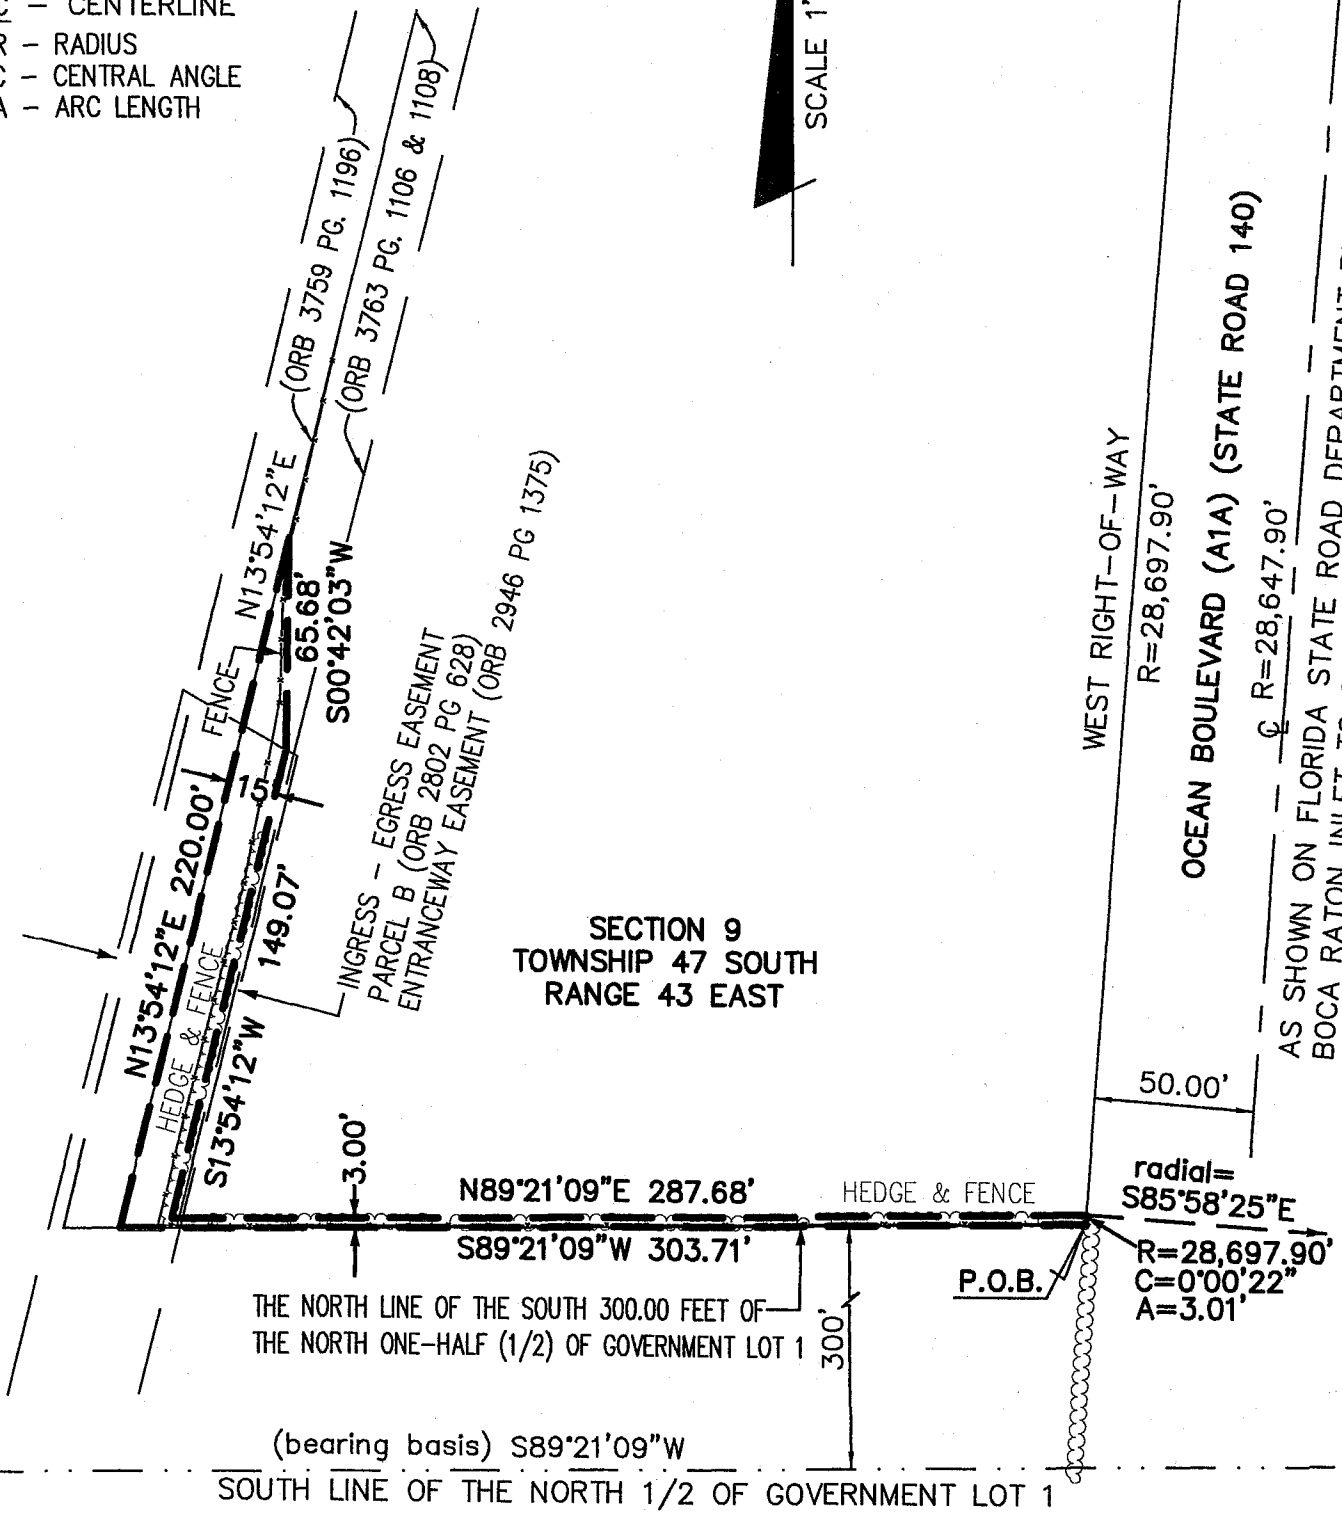 C – CENTERLINE
R – RADIUS
C – CENTRAL ANGLE
A – ARC LENGTH
SCALE 1"
(ORB 3759 PG. 1196)
(ORB 3763 PG. 1106 & 1108)
N13°54'12"E
65.68'
S00°42'03"W
FENCE
15'
N13°54'12"E 220.00'
HEDGE & FENCE
149.07'
S13°54'12"W
INGRESS – EGRESS EASEMENT
PARCEL B (ORB 2802 PG 628)
ENTRANCEWAY EASEMENT (ORB 2946 PG 1375)
SECTION 9
TOWNSHIP 47 SOUTH
RANGE 43 EAST
WEST RIGHT–OF–WAY
R=28,697.90'
OCEAN BOULEVARD (A1A) (STATE ROAD 140)
℄ R=28,647.90'
AS SHOWN ON FLORIDA STATE ROAD DEPARTMENT
BOCA RATON INLET TO
50.00'
3.00'
N89°21'09"E 287.68'
HEDGE & FENCE
radial=
S85°58'25"E
S89°21'09"W 303.71'
P.O.B.
R=28,697.90'
C=0°00'22"
A=3.01'
THE NORTH LINE OF THE SOUTH 300.00 FEET OF
THE NORTH ONE–HALF (1/2) OF GOVERNMENT LOT 1
300'
(bearing basis) S89°21'09"W
SOUTH LINE OF THE NORTH 1/2 OF GOVERNMENT LOT 1